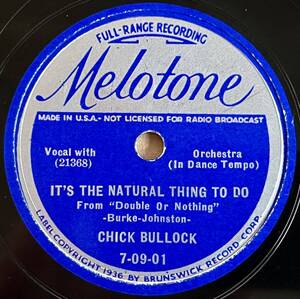 FULL-RANGE RECORDING
Melotone
MADE IN U.S.A.- NOT LICENSED FOR RADIO BROADCAST
Vocal with
(21368)
Orchestra
(In Dance Tempo)
IT'S THE NATURAL THING TO DO
From "Double Or Nothing"
-Burke-Johnston-
CHICK BULLOCK
7-09-01
LABEL COPYRIGHT 1936 BY BRUNSWICK RECORD CORP.